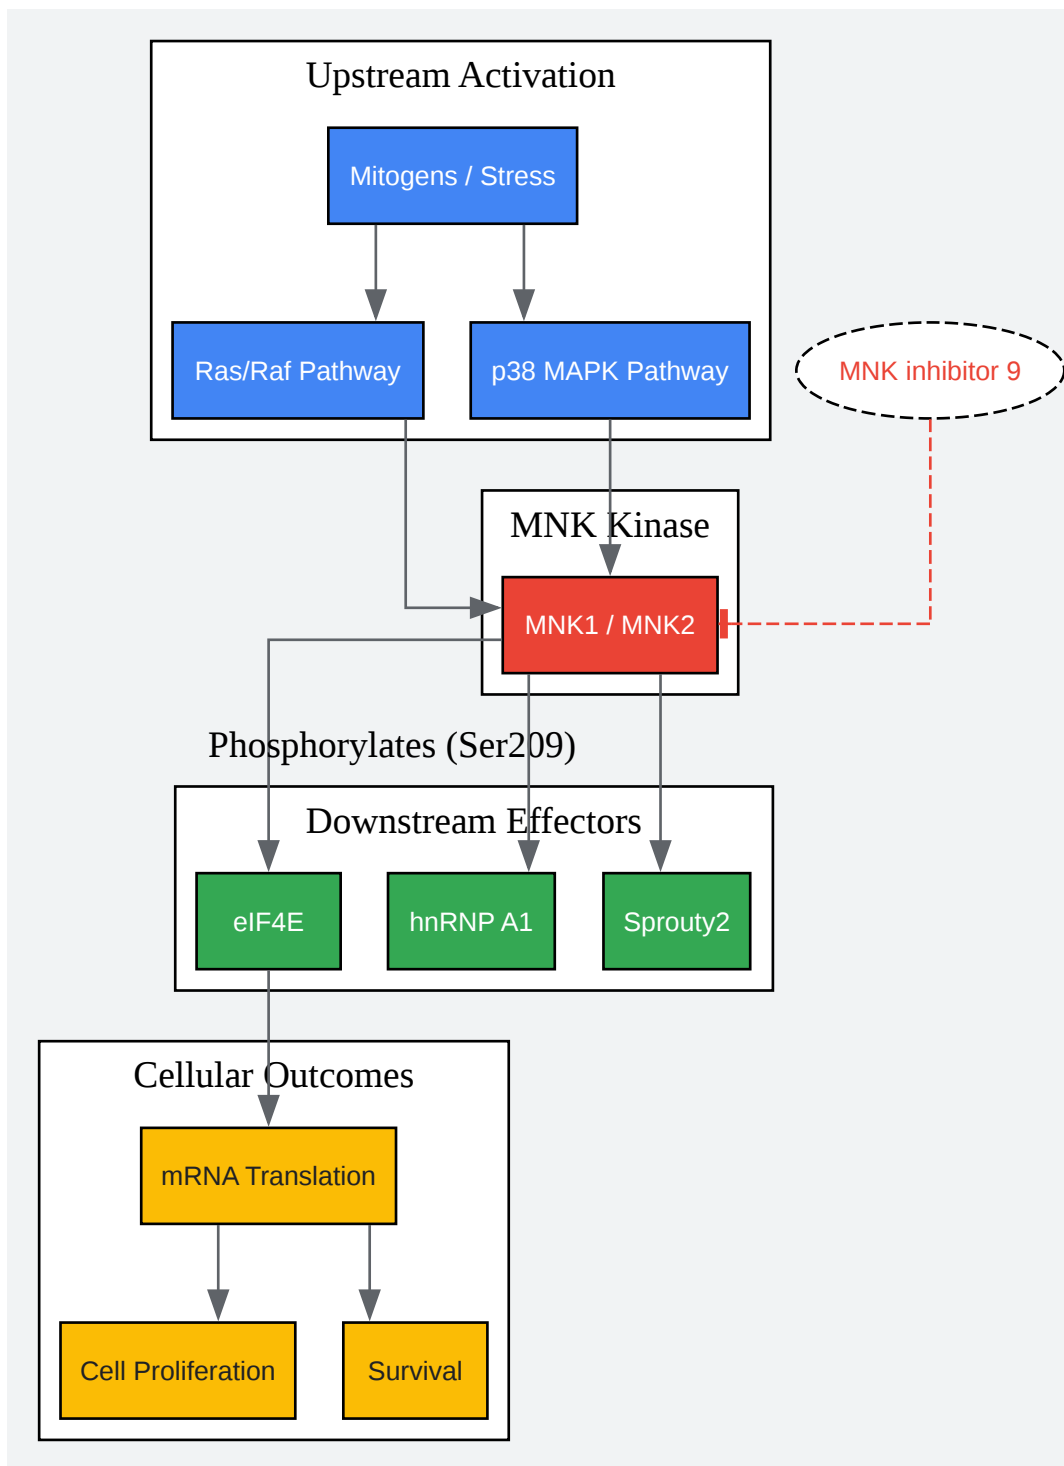 Upstream Activation
Mitogens / Stress
Ras/Raf Pathway
p38 MAPK Pathway
MNK inhibitor 9
MNK Kinase
MNK1 / MNK2
Phosphorylates (Ser209)
Downstream Effectors
eIF4E
hnRNP A1
Sprouty2
Cellular Outcomes
mRNA Translation
Cell Proliferation
Survival